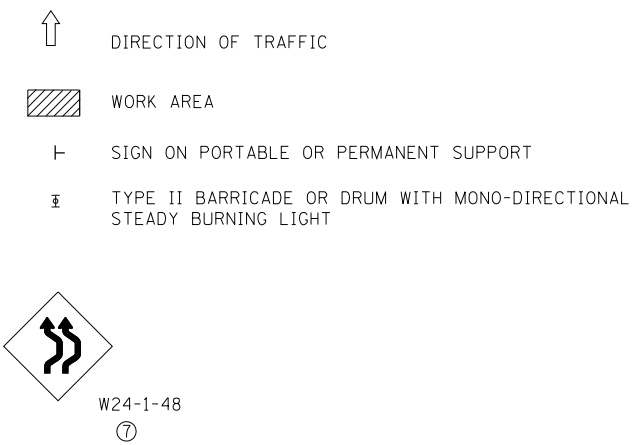 DIRECTION OF TRAFFIC
WORK AREA
SIGN ON PORTABLE OR PERMANENT SUPPORT
TYPE II BARRICADE OR DRUM WITH MONO-DIRECTIONAL
STEADY BURNING LIGHT
W24-1-48
7